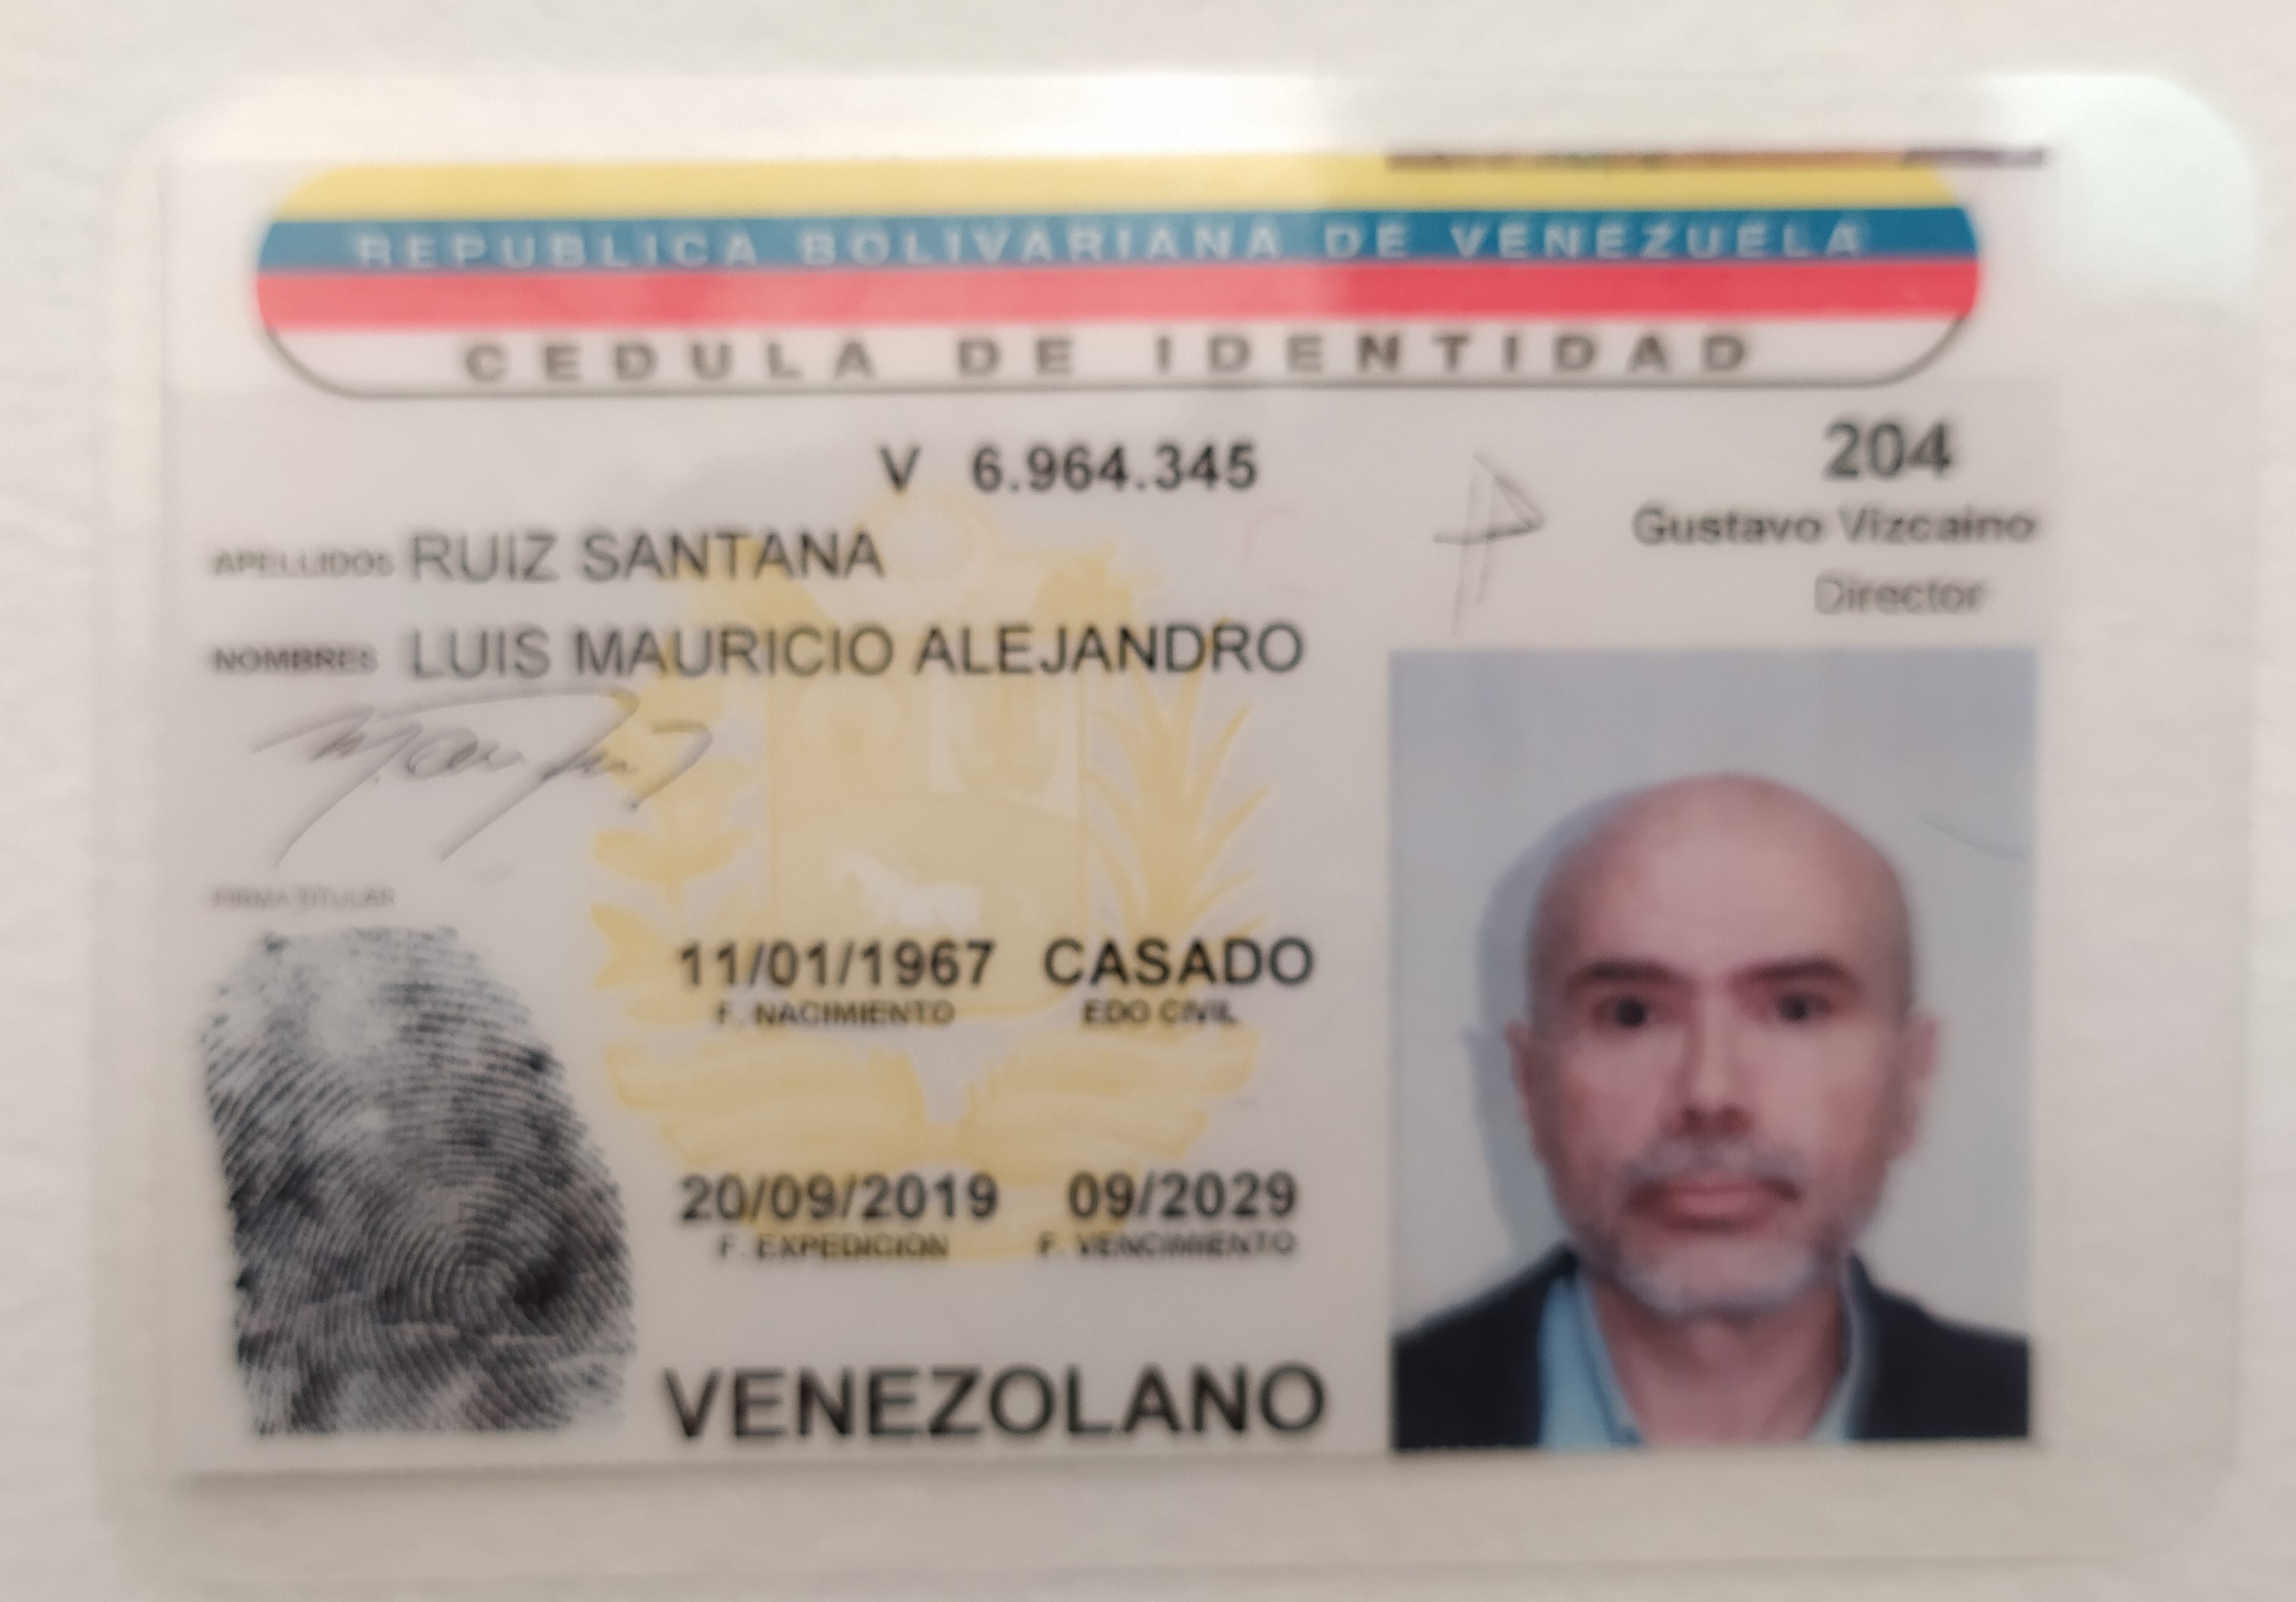 REPUBLICA BOLIVARIANA DE VENEZUELA
CEDULA DE IDENTIDAD
V 6.964.345
204
Gustavo Vizcaino
Director
APELLIDOS RUIZ SANTANA
NOMBRES LUIS MAURICIO ALEJANDRO
FIRMA TITULAR
11/01/1967 CASADO
F. NACIMIENTO EDO CIVIL
20/09/2019 09/2029
F. EXPEDICION F. VENCIMIENTO
VENEZOLANO